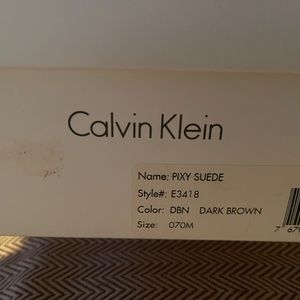 Calvin Klein
Name: PIXY SUEDE
Style#: E3418
Color: DBN DARK BROWN
Size: 070M